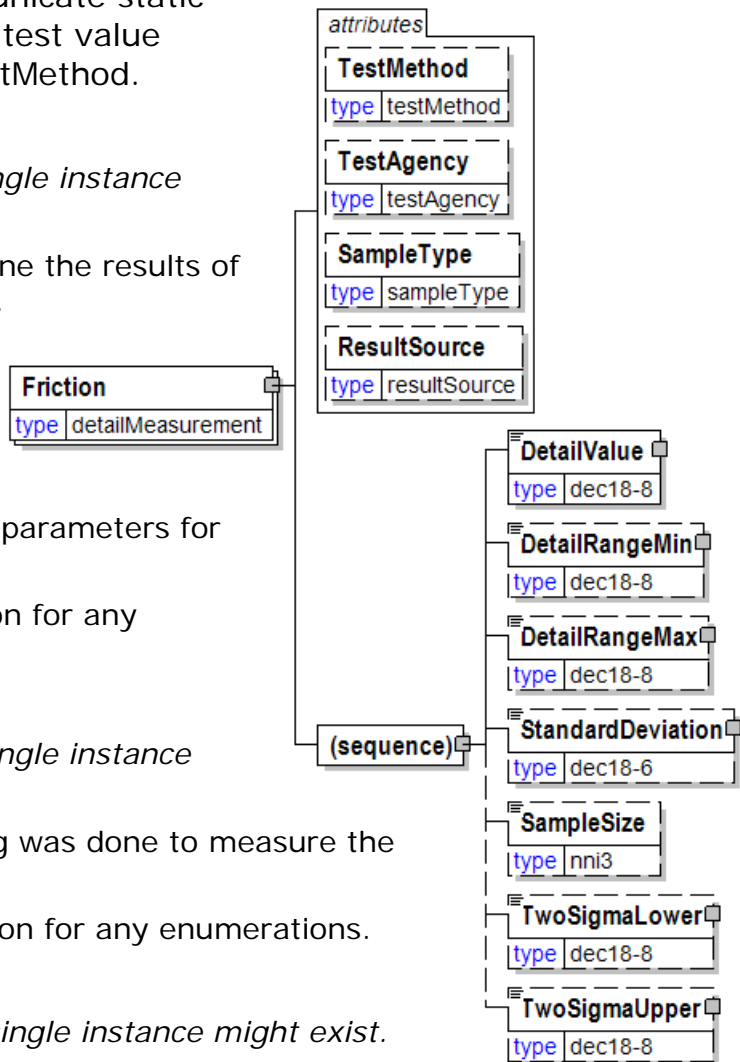 unicate static
test value
tMethod.
ngle instance
ne the results of
parameters for
on for any
ngle instance
g was done to measure the
on for any enumerations.
single instance might exist.
attributes
TestMethod
type testMethod
TestAgency
type testAgency
SampleType
type sampleType
ResultSource
type resultSource
Friction
type detailMeasurement
(sequence)
DetailValue
type dec18-8
DetailRangeMin
type dec18-8
DetailRangeMax
type dec18-8
StandardDeviation
type dec18-6
SampleSize
type nni3
TwoSigmaLower
type dec18-8
TwoSigmaUpper
type dec18-8